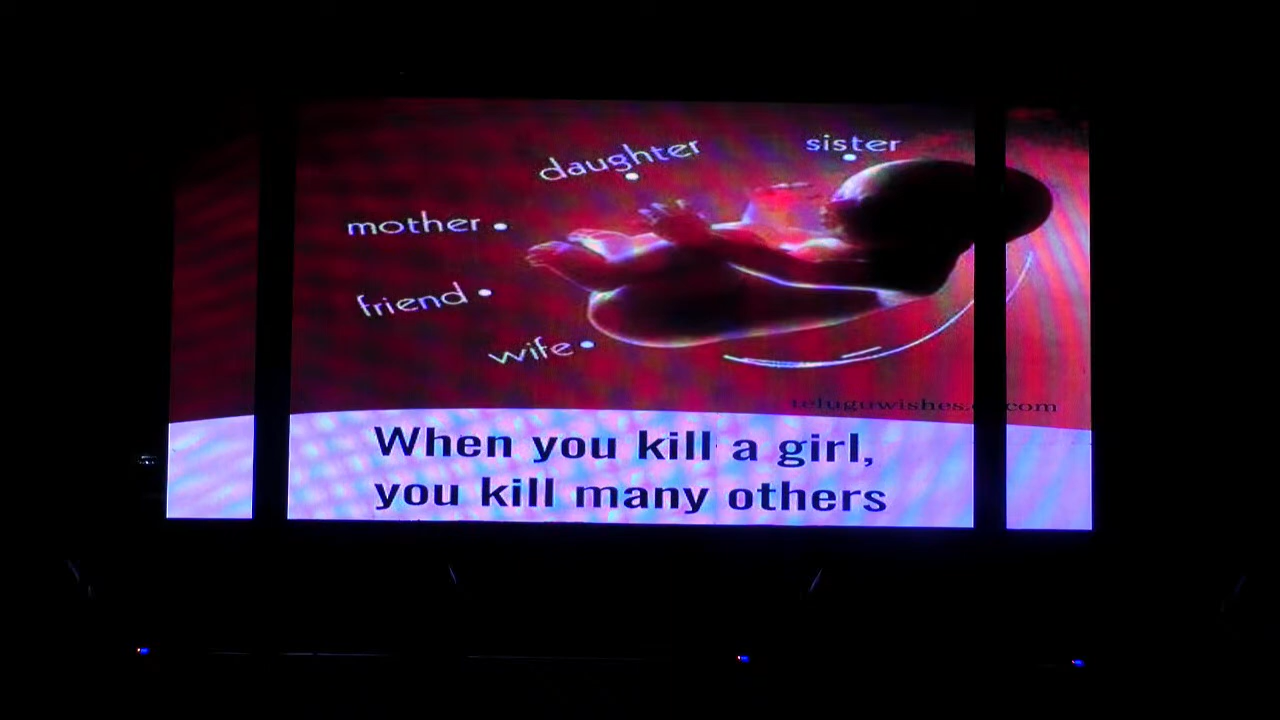 sister
daughter
mother
friend
wife
When you kill a girl,
you kill many others